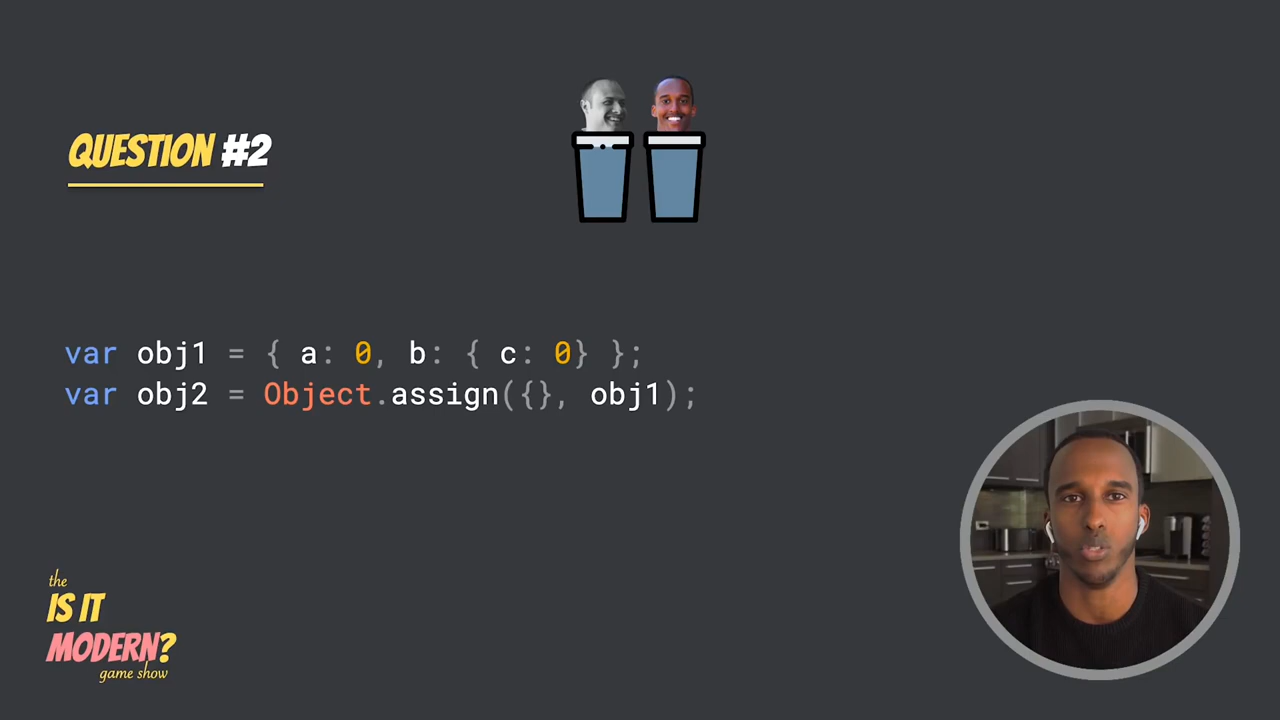 QUESTION #2
var obj1 = { a: 0, b: { c: 0} };
var obj2 = Object.assign({}, obj1);
the
IS IT
MODERN?
game show